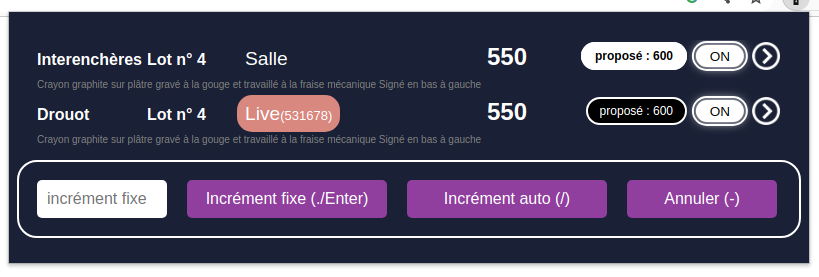 Interenchères Lot n° 4 Salle 550 proposé : 600 ON
Crayon graphite sur plâtre gravé à la gouge et travaillé à la fraise mécanique Signé en bas à gauche
Drouot Lot n° 4 Live(531678) 550 proposé : 600 ON
Crayon graphite sur plâtre gravé à la gouge et travaillé à la fraise mécanique Signé en bas à gauche
incrément fixe Incrément fixe (./Enter) Incrément auto (/) Annuler (-)